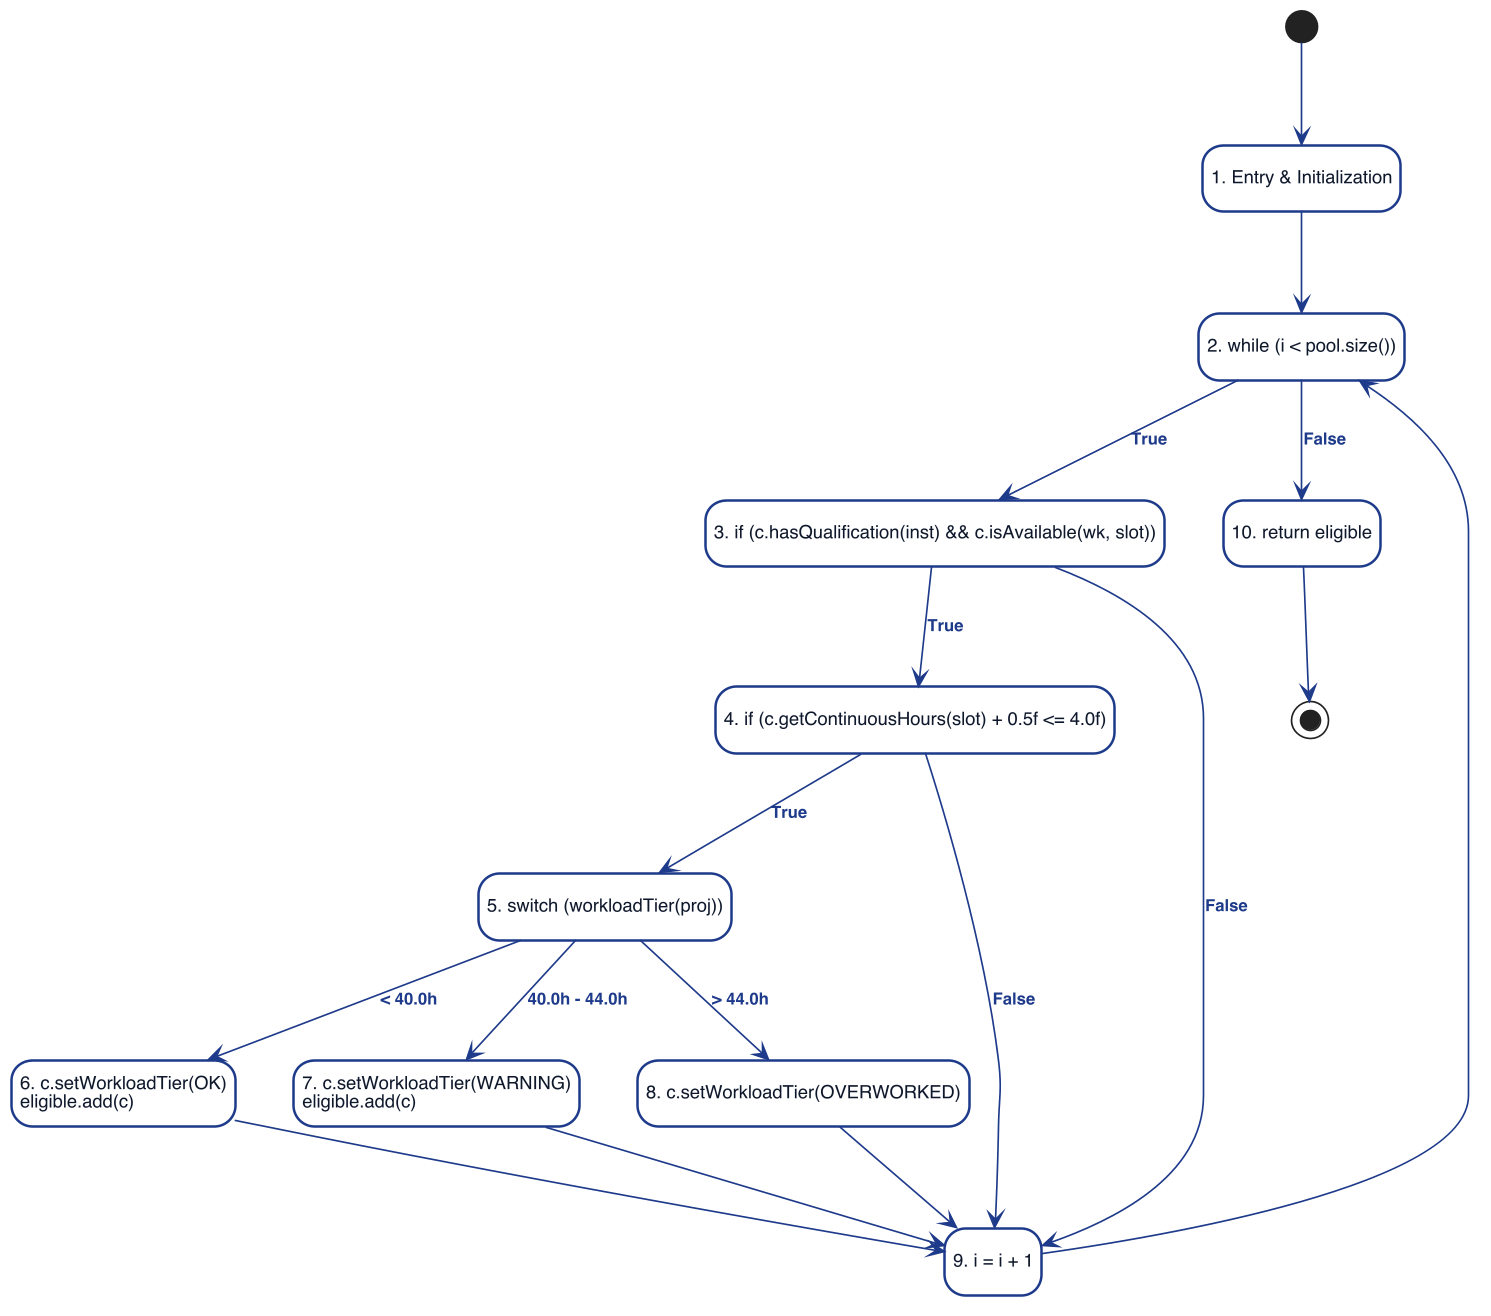 1. Entry & Initialization
2. while (i < pool.size())
True
False
3. if (c.hasQualification(inst) && c.isAvailable(wk, slot))
10. return eligible
True
4. if (c.getContinuousHours(slot) + 0.5f <= 4.0f)
True
5. switch (workloadTier(proj))
False
< 40.0h
40.0h - 44.0h
> 44.0h
False
6. c.setWorkloadTier(OK)
eligible.add(c)
7. c.setWorkloadTier(WARNING)
eligible.add(c)
8. c.setWorkloadTier(OVERWORKED)
9. i = i + 1